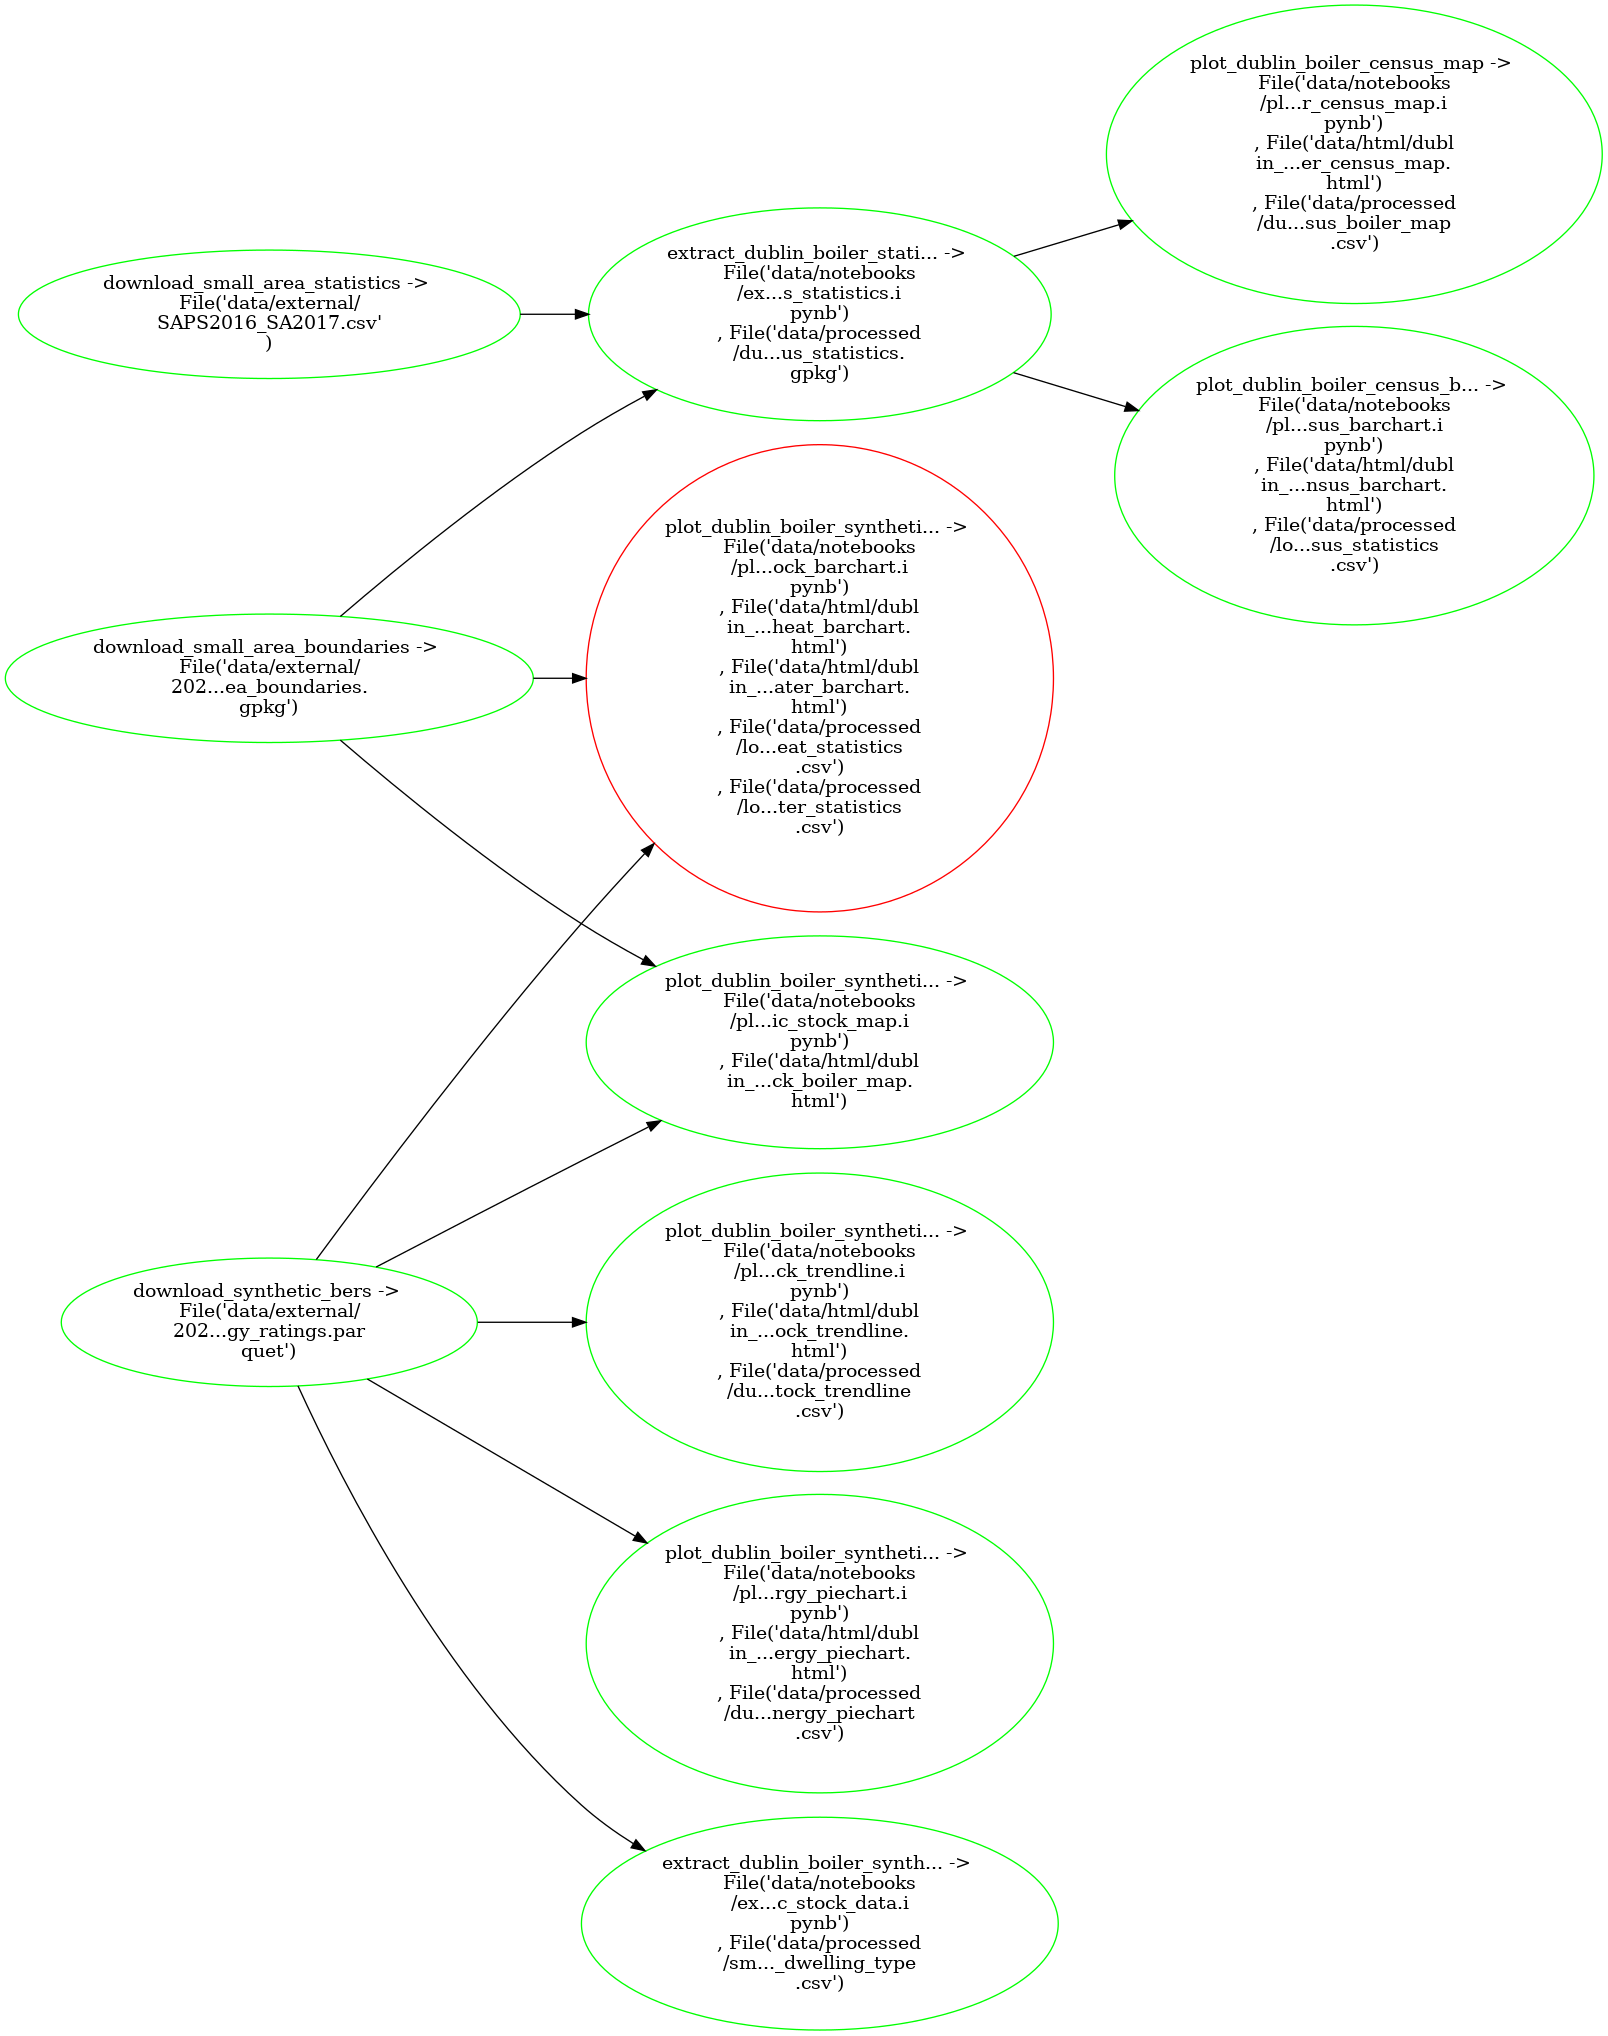 plot_dublin_boiler_census_map ->
File('data/notebooks
/pl...r_census_map.i
pynb')
, File('data/html/dubl
in_...er_census_map.
html')
, File('data/processed
/du...sus_boiler_map
.csv')
extract_dublin_boiler_stati... ->
File('data/notebooks
/ex...s_statistics.i
pynb')
, File('data/processed
/du...us_statistics.
gpkg')
download_small_area_statistics ->
File('data/external/
SAPS2016_SA2017.csv'
)
plot_dublin_boiler_census_b... ->
File('data/notebooks
/pl...sus_barchart.i
pynb')
, File('data/html/dubl
in_...nsus_barchart.
html')
, File('data/processed
/lo...sus_statistics
.csv')
plot_dublin_boiler_syntheti... ->
File('data/notebooks
/pl...ock_barchart.i
pynb')
, File('data/html/dubl
in_...heat_barchart.
html')
, File('data/html/dubl
in_...ater_barchart.
html')
, File('data/processed
/lo...eat_statistics
.csv')
, File('data/processed
/lo...ter_statistics
.csv')
download_small_area_boundaries ->
File('data/external/
202...ea_boundaries.
gpkg')
plot_dublin_boiler_syntheti... ->
File('data/notebooks
/pl...ic_stock_map.i
pynb')
, File('data/html/dubl
in_...ck_boiler_map.
html')
download_synthetic_bers ->
File('data/external/
202...gy_ratings.par
quet')
plot_dublin_boiler_syntheti... ->
File('data/notebooks
/pl...ck_trendline.i
pynb')
, File('data/html/dubl
in_...ock_trendline.
html')
, File('data/processed
/du...tock_trendline
.csv')
plot_dublin_boiler_syntheti... ->
File('data/notebooks
/pl...rgy_piechart.i
pynb')
, File('data/html/dubl
in_...ergy_piechart.
html')
, File('data/processed
/du...nergy_piechart
.csv')
extract_dublin_boiler_synth... ->
File('data/notebooks
/ex...c_stock_data.i
pynb')
, File('data/processed
/sm..._dwelling_type
.csv')